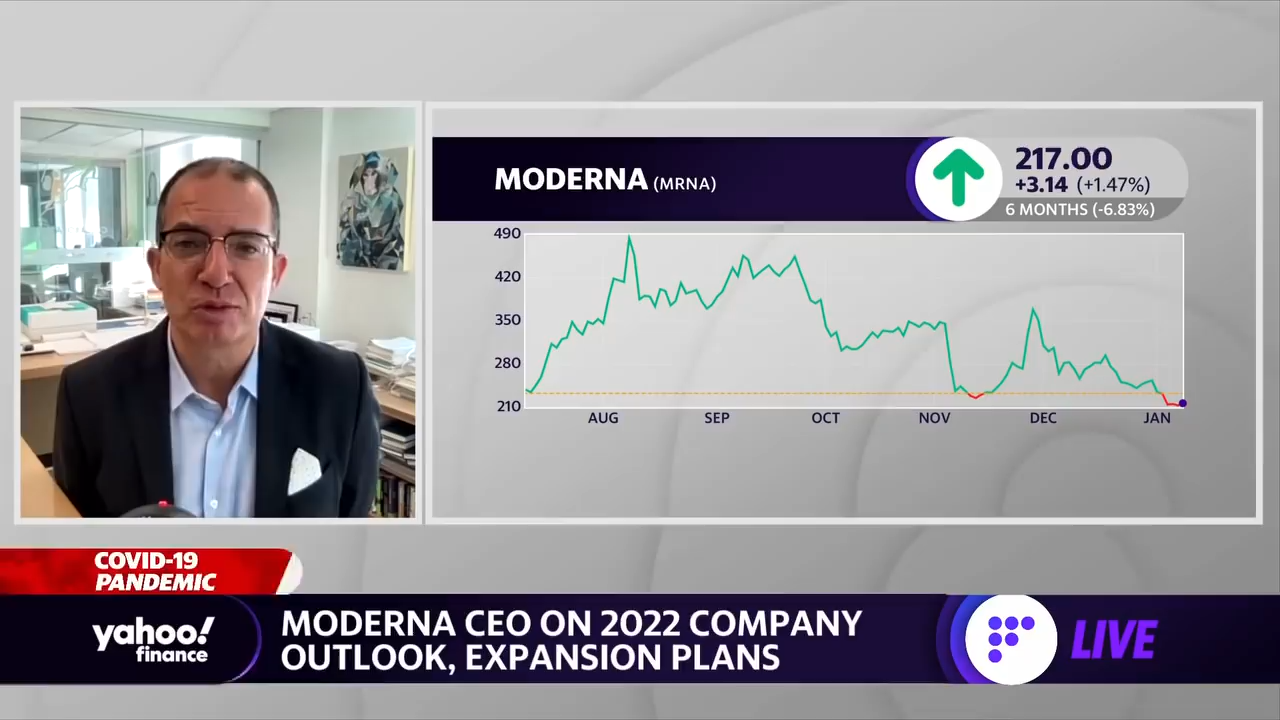 MODERNA (MRNA)
217.00
+3.14 (+1.47%)
6 MONTHS (-6.83%)
490
420
350
280
210
AUG SEP OCT NOV DEC JAN
COVID-19
PANDEMIC
yahoo!
finance
MODERNA CEO ON 2022 COMPANY
OUTLOOK, EXPANSION PLANS
LIVE